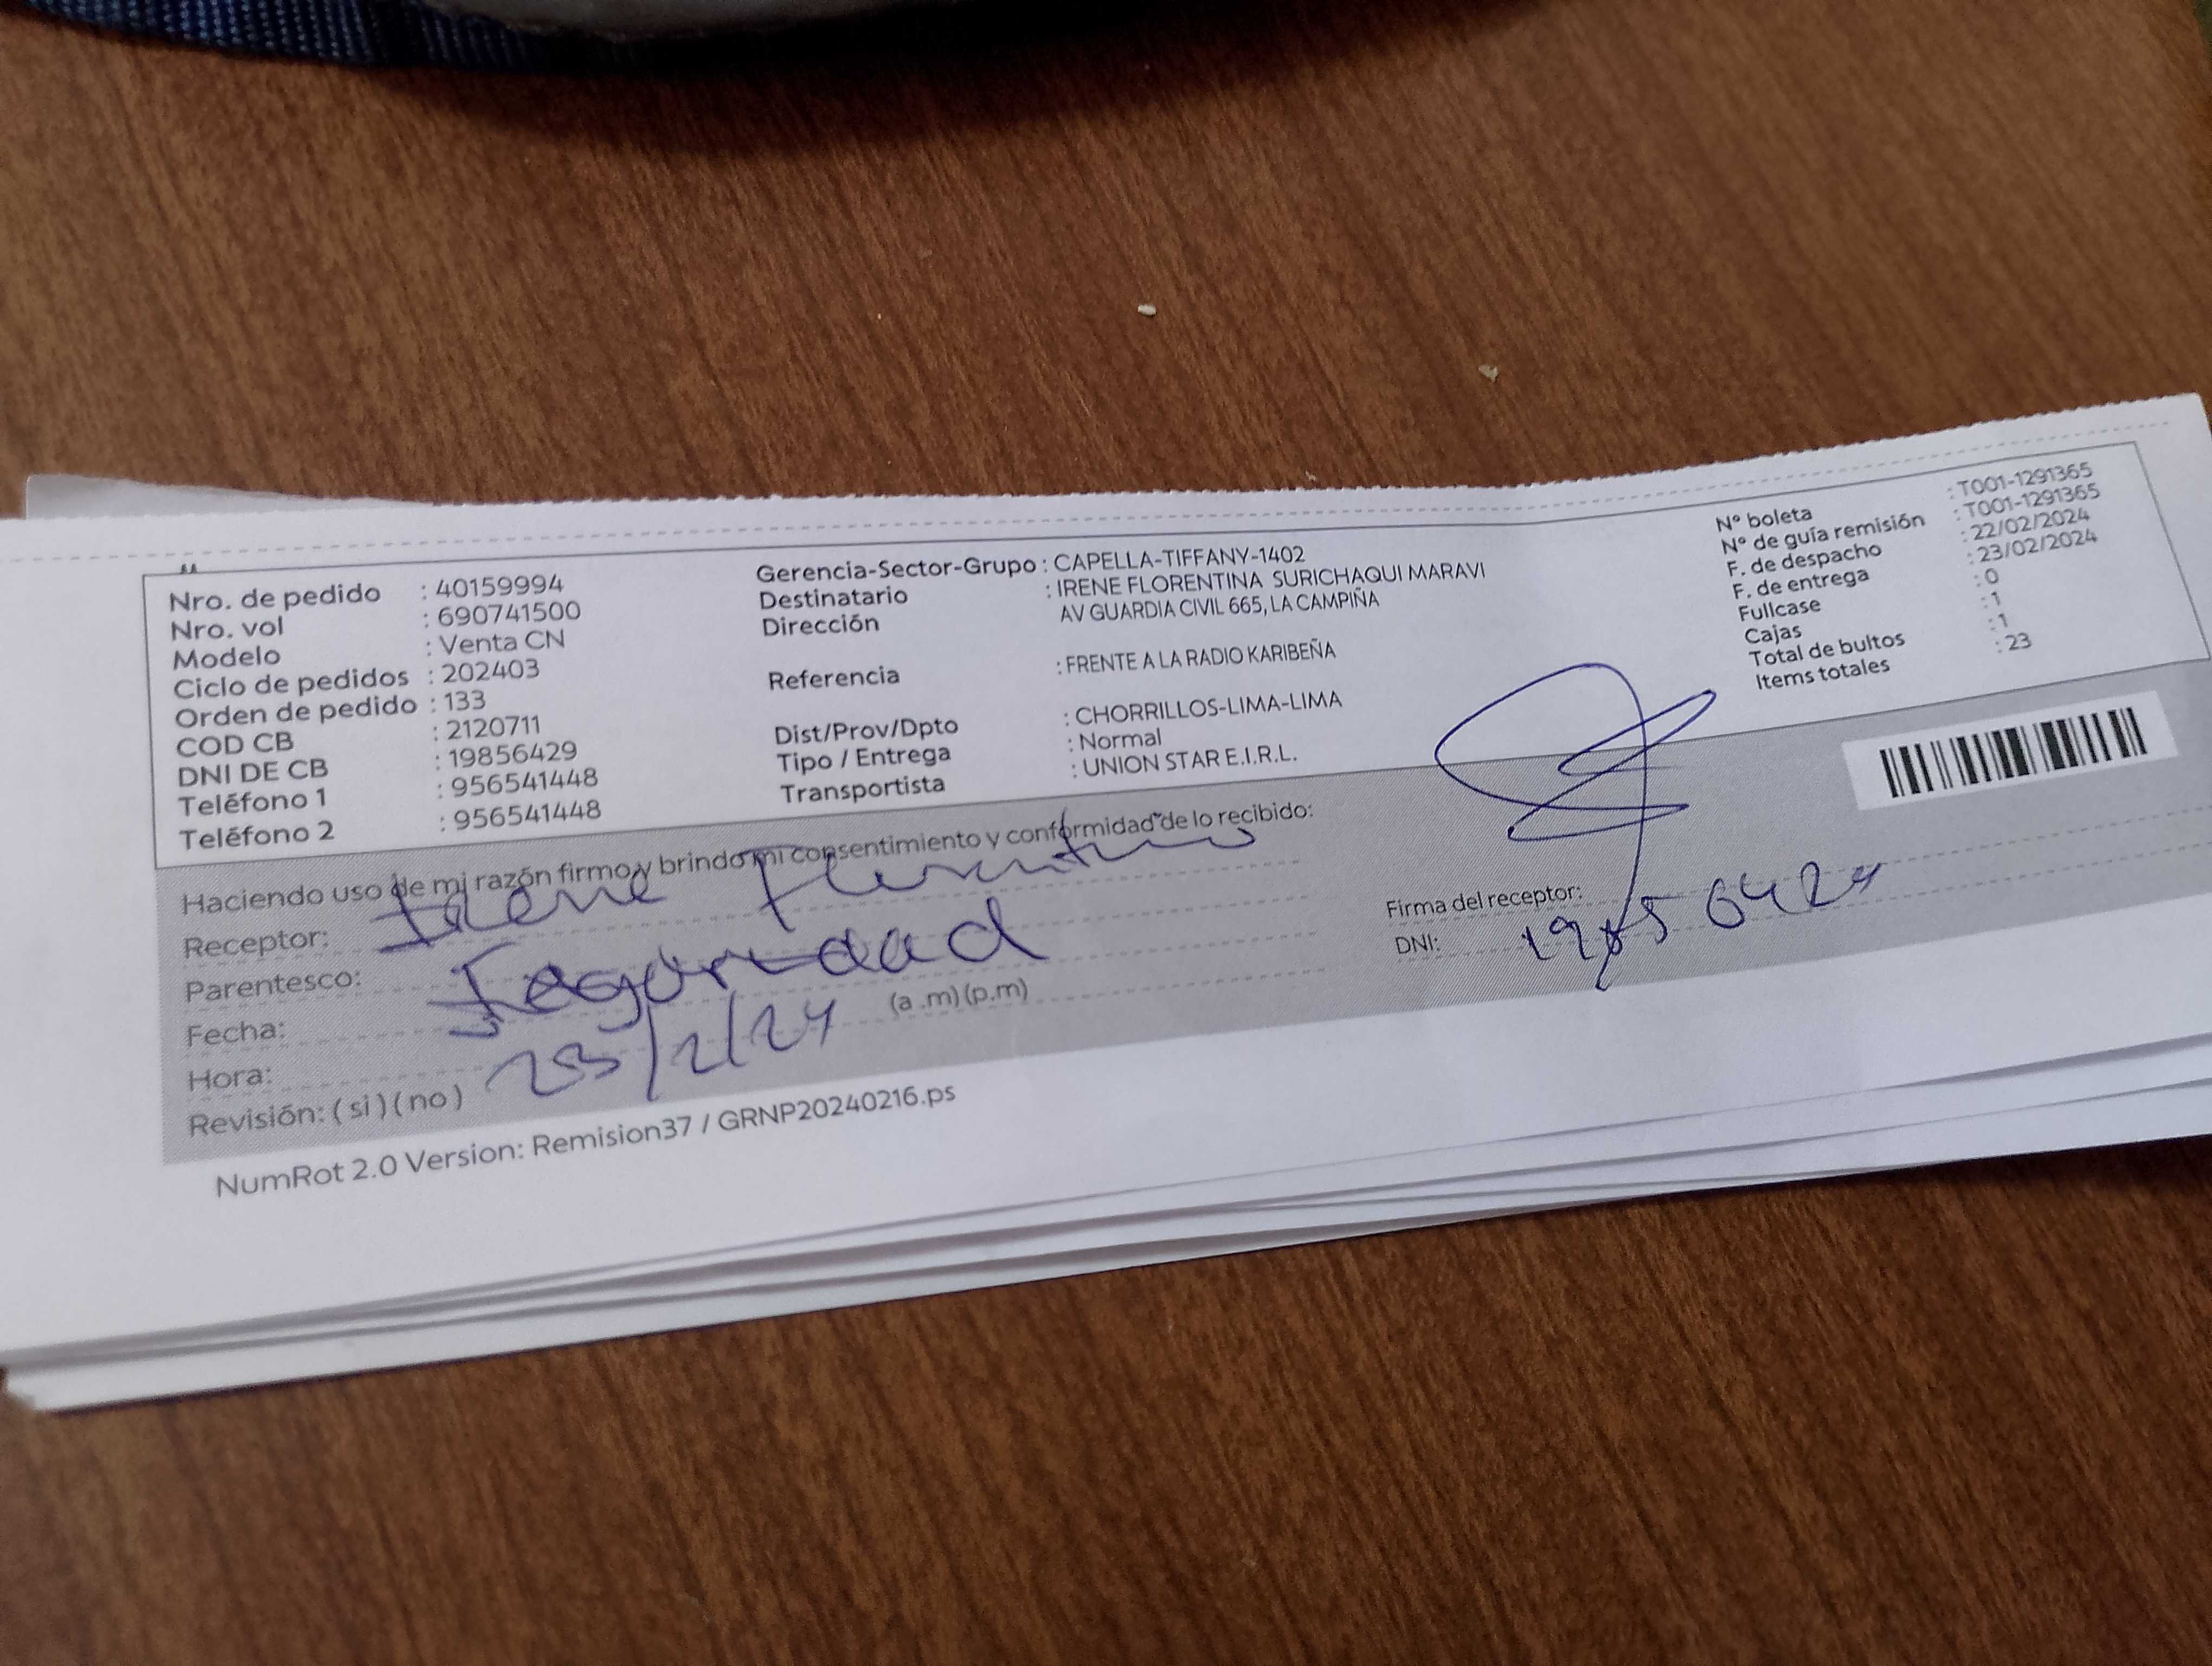 Nro. de pedido : 40159994
Nro. vol : 690741500
Modelo : Venta CN
Ciclo de pedidos : 202403
Orden de pedido : 133
COD CB : 2120711
DNI DE CB : 19856429
Teléfono 1 : 956541448
Teléfono 2 : 956541448
Gerencia-Sector-Grupo : CAPELLA-TIFFANY-1402
Destinatario : IRENE FLORENTINA SURICHAQUI MARAVI
Dirección AV GUARDIA CIVIL 665, LA CAMPIÑA
Referencia : FRENTE A LA RADIO KARIBEÑA
Dist/Prov/Dpto : CHORRILLOS-LIMA-LIMA
Tipo / Entrega : Normal
Transportista : UNION STAR E.I.R.L.
N° boleta : T001-1291365
N° de guía remisión : T001-1291365
F. de despacho : 22/02/2024
F. de entrega : 23/02/2024
Fullcase : 0
Cajas : 1
Total de bultos : 1
Items totales : 23
Haciendo uso de mi razón firmo y brindo mi consentimiento y conformidad de lo recibido:
Receptor: Irene Florentino
Parentesco:
Fecha:
Hora: 23/2/24 (a.m) (p.m)
Revisión: ( si ) ( no )
Firma del receptor:
DNI: 19856429
NumRot 2.0 Version: Remision37 / GRNP20240216.ps